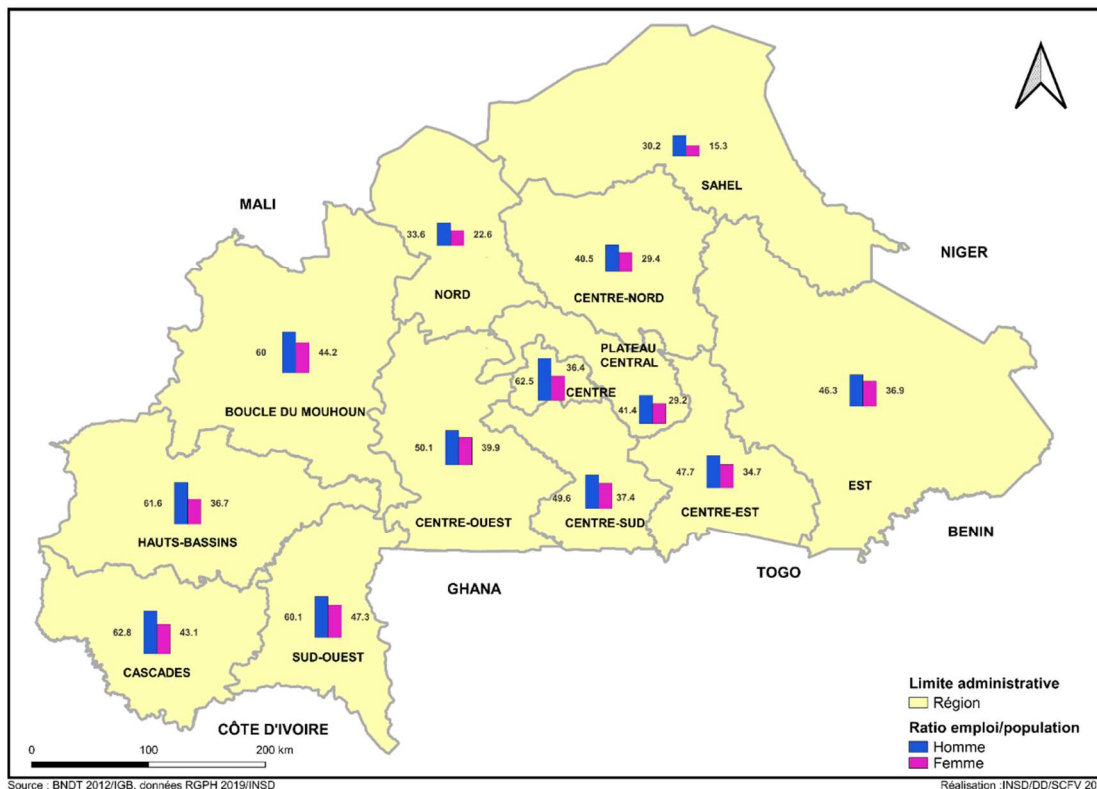 30.2 15.3
SAHEL
MALI
33.6 22.6
NORD
40.5 29.4
CENTRE-NORD
NIGER
60 44.2
BOUCLE DU MOUHOUN
PLATEAU
CENTRAL
62.5 36.4
CENTRE
41.4 29.2
46.3 36.9
EST
50.1 39.9
CENTRE-OUEST
49.6 37.4
CENTRE-SUD
47.7 34.7
CENTRE-EST
61.6 36.7
HAUTS-BASSINS
BENIN
TOGO
GHANA
62.8 43.1
CASCADES
60.1 47.3
SUD-OUEST
CÔTE D'IVOIRE
0 100 200 km
Limite administrative
Région
Ratio emploi/population
Homme
Femme
Source : BNDT 2012/IGB, données RGPH 2019/INSD
Réalisation :INSD/DD/SCFV 20